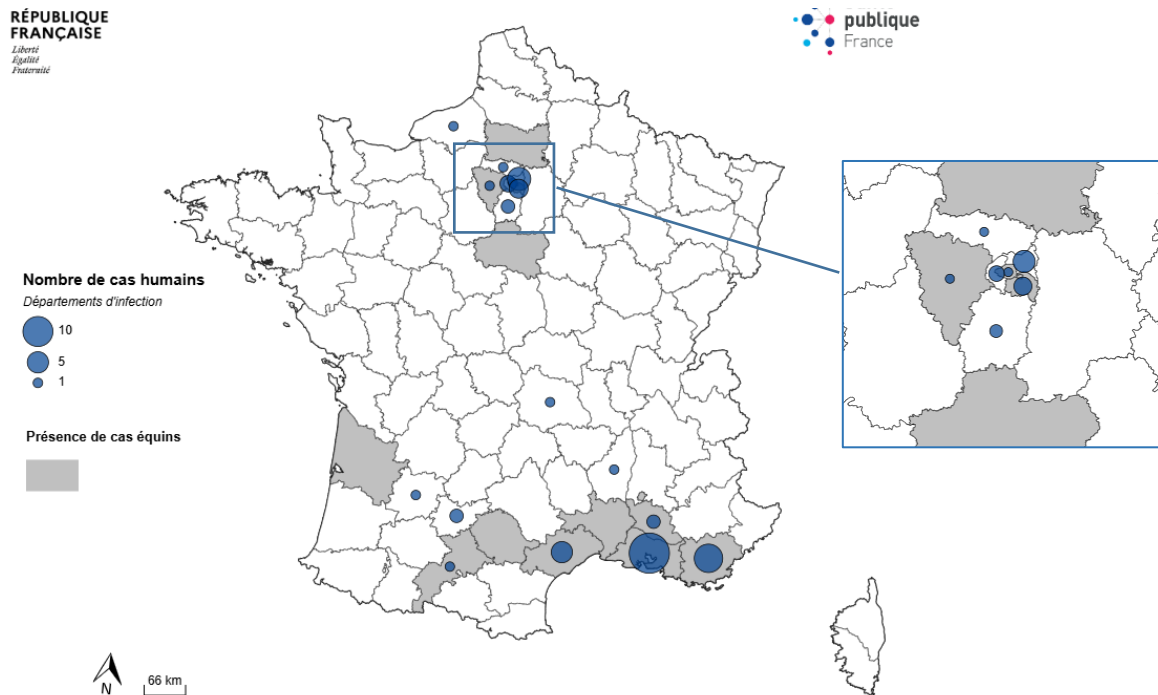 RÉPUBLIQUE
FRANÇAISE
Liberté
Égalité
Fraternité
publique
France
Nombre de cas humains
Départements d'infection
10
5
1
Présence de cas équins
N
66 km